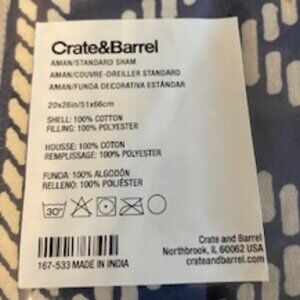 Crate&Barrel
AMAN/STANDARD SHAM
AMAN/COUVRE-OREILLER STANDARD
AMAN/FUNDA DECORATIVA ESTÁNDAR
20x26in/51x66cm
SHELL: 100% COTTON
FILLING: 100% POLYESTER
HOUSSE: 100% COTON
REMPLISSAGE: 100% POLYESTER
FUNDA: 100% ALGODÓN
RELLENO: 100% POLIÉSTER
30°
167-533 MADE IN INDIA
Crate and Barrel
Northbrook, IL 60062 USA
crateandbarrel.com